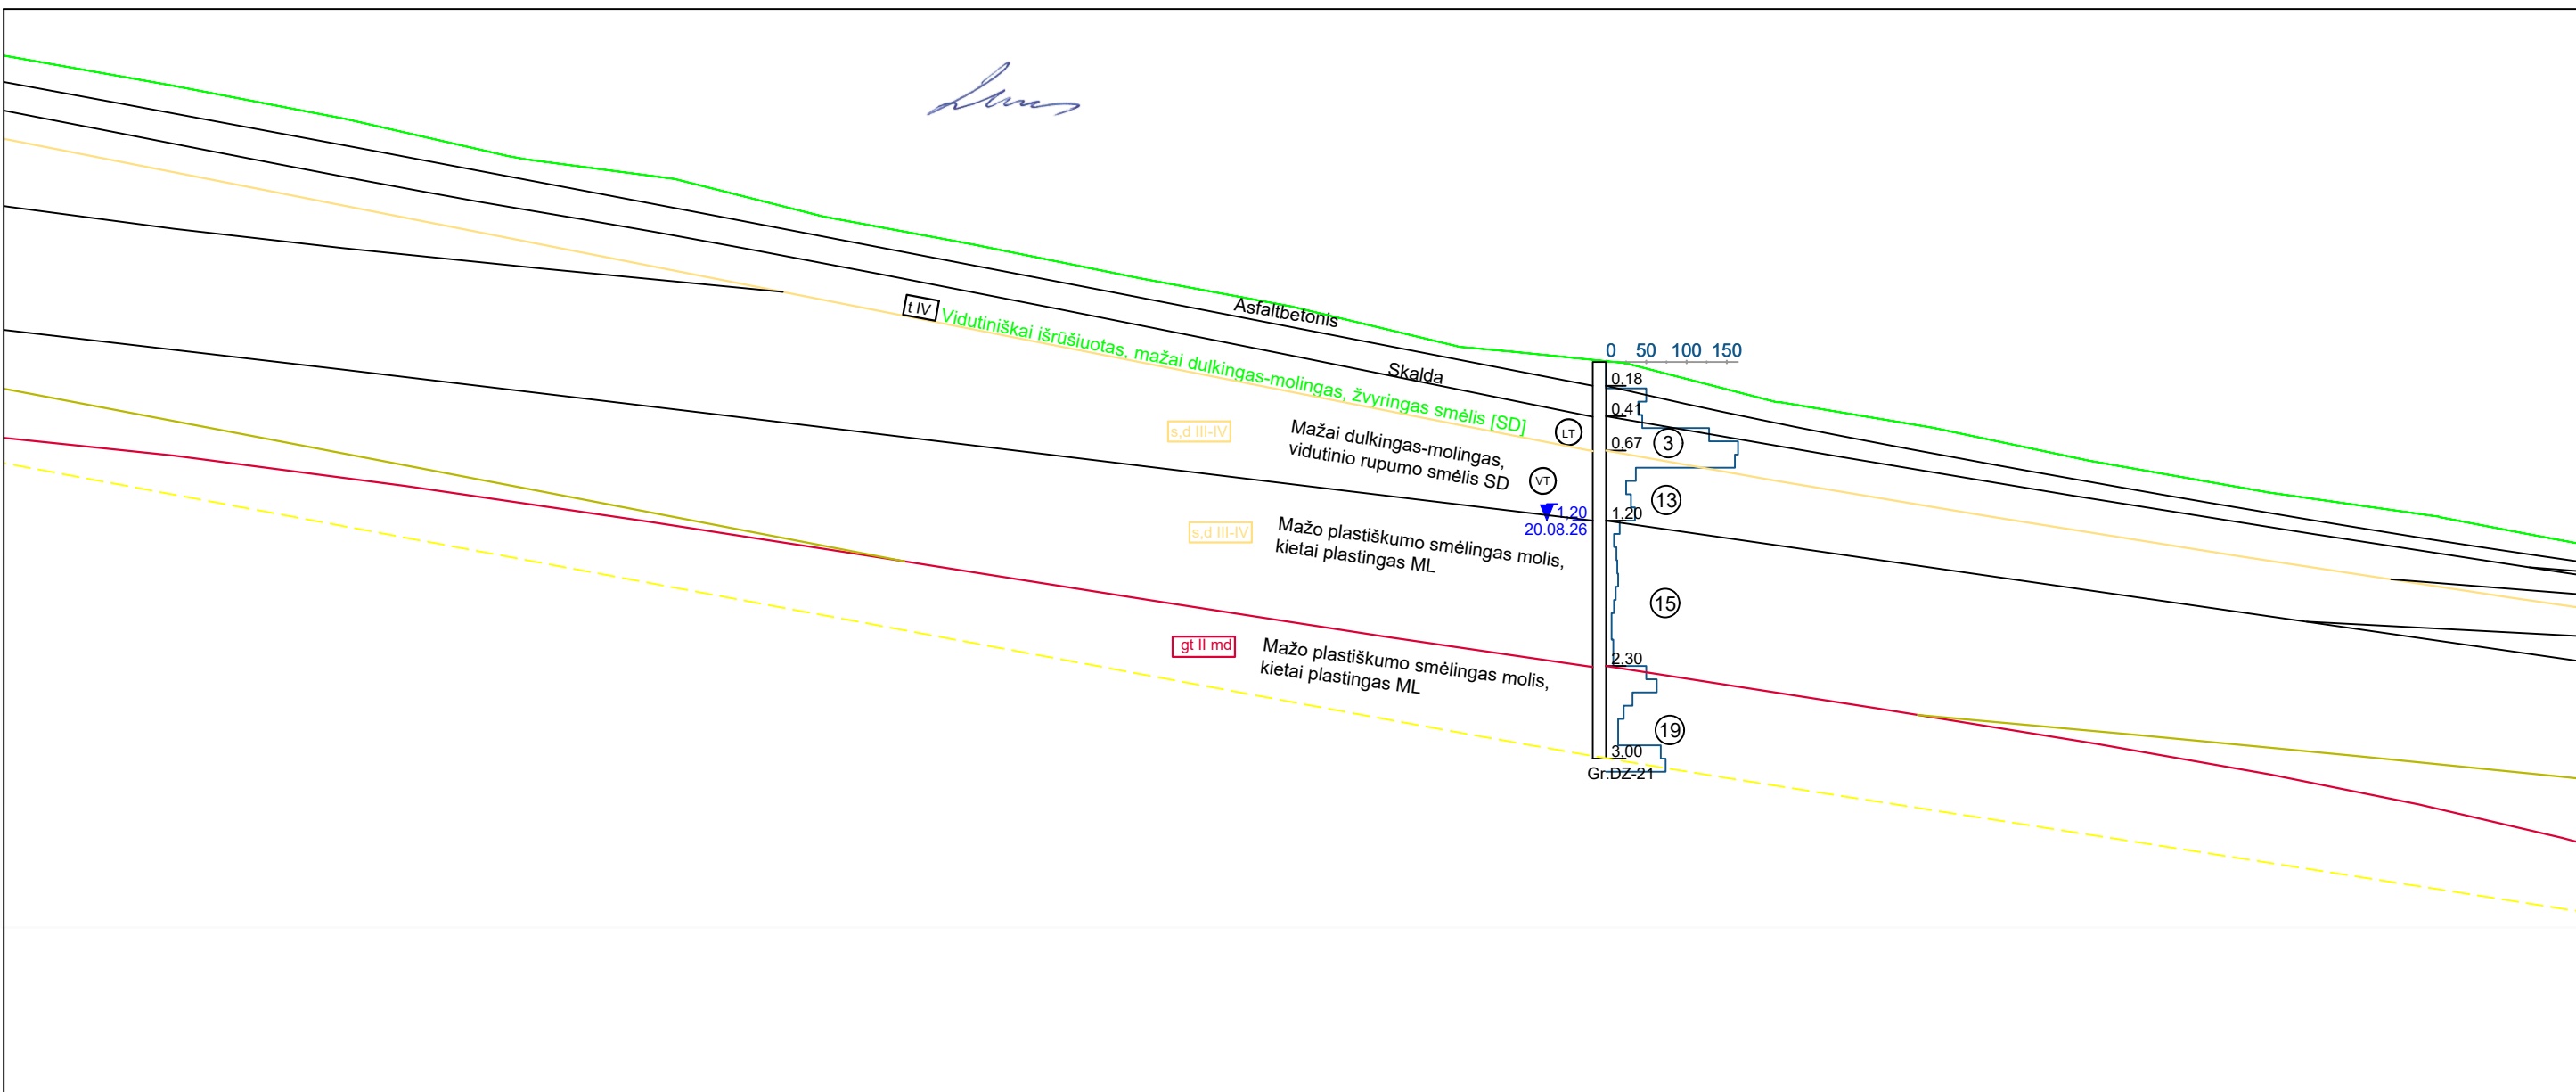 Asfaltbetonis
t IV
Vidutiniškai išrūšiuotas, mažai dulkingas-molingas, žvyringas smėlis [SD]
Skalda
0 50 100 150
0,18
0,41
LT
3
0,67
s,d III-IV
Mažai dulkingas-molingas,
vidutinio rupumo smėlis SD
VT
13
1,20
1,20
20.08.26
s,d III-IV
Mažo plastiškumo smėlingas molis,
kietai plastingas ML
15
2,30
gt II md
Mažo plastiškumo smėlingas molis,
kietai plastingas ML
19
3,00
Gr.DZ-21